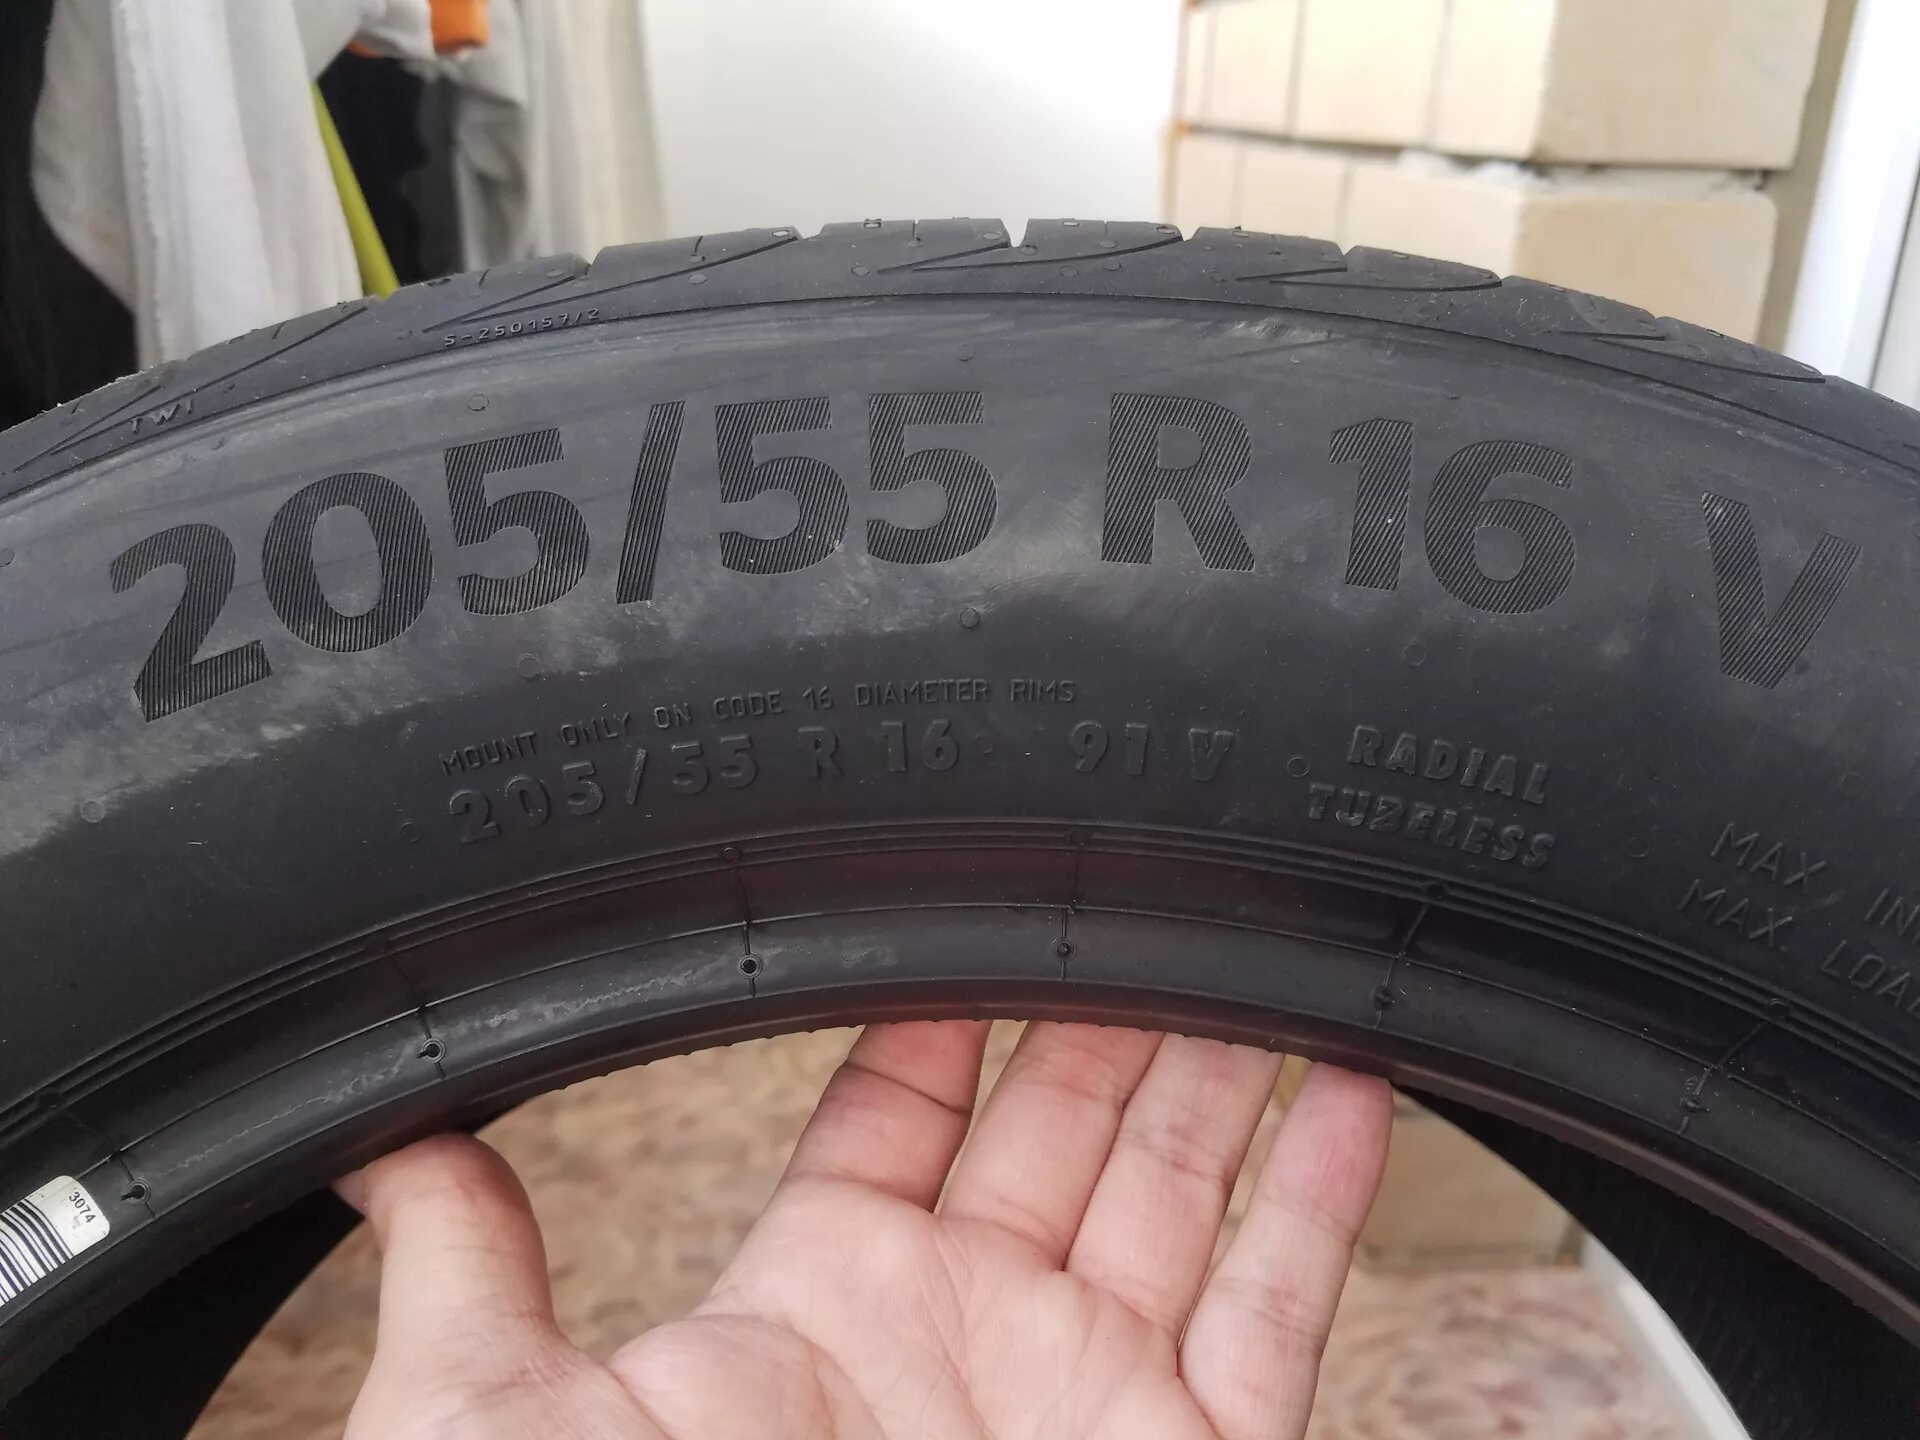 S-250157/2
TWI
205/55 R 16 V
MOUNT ONLY ON CODE 16 DIAMETER RIMS
205/55 R 16 91 V
RADIAL
TUBELESS
MAX
MAX
3074